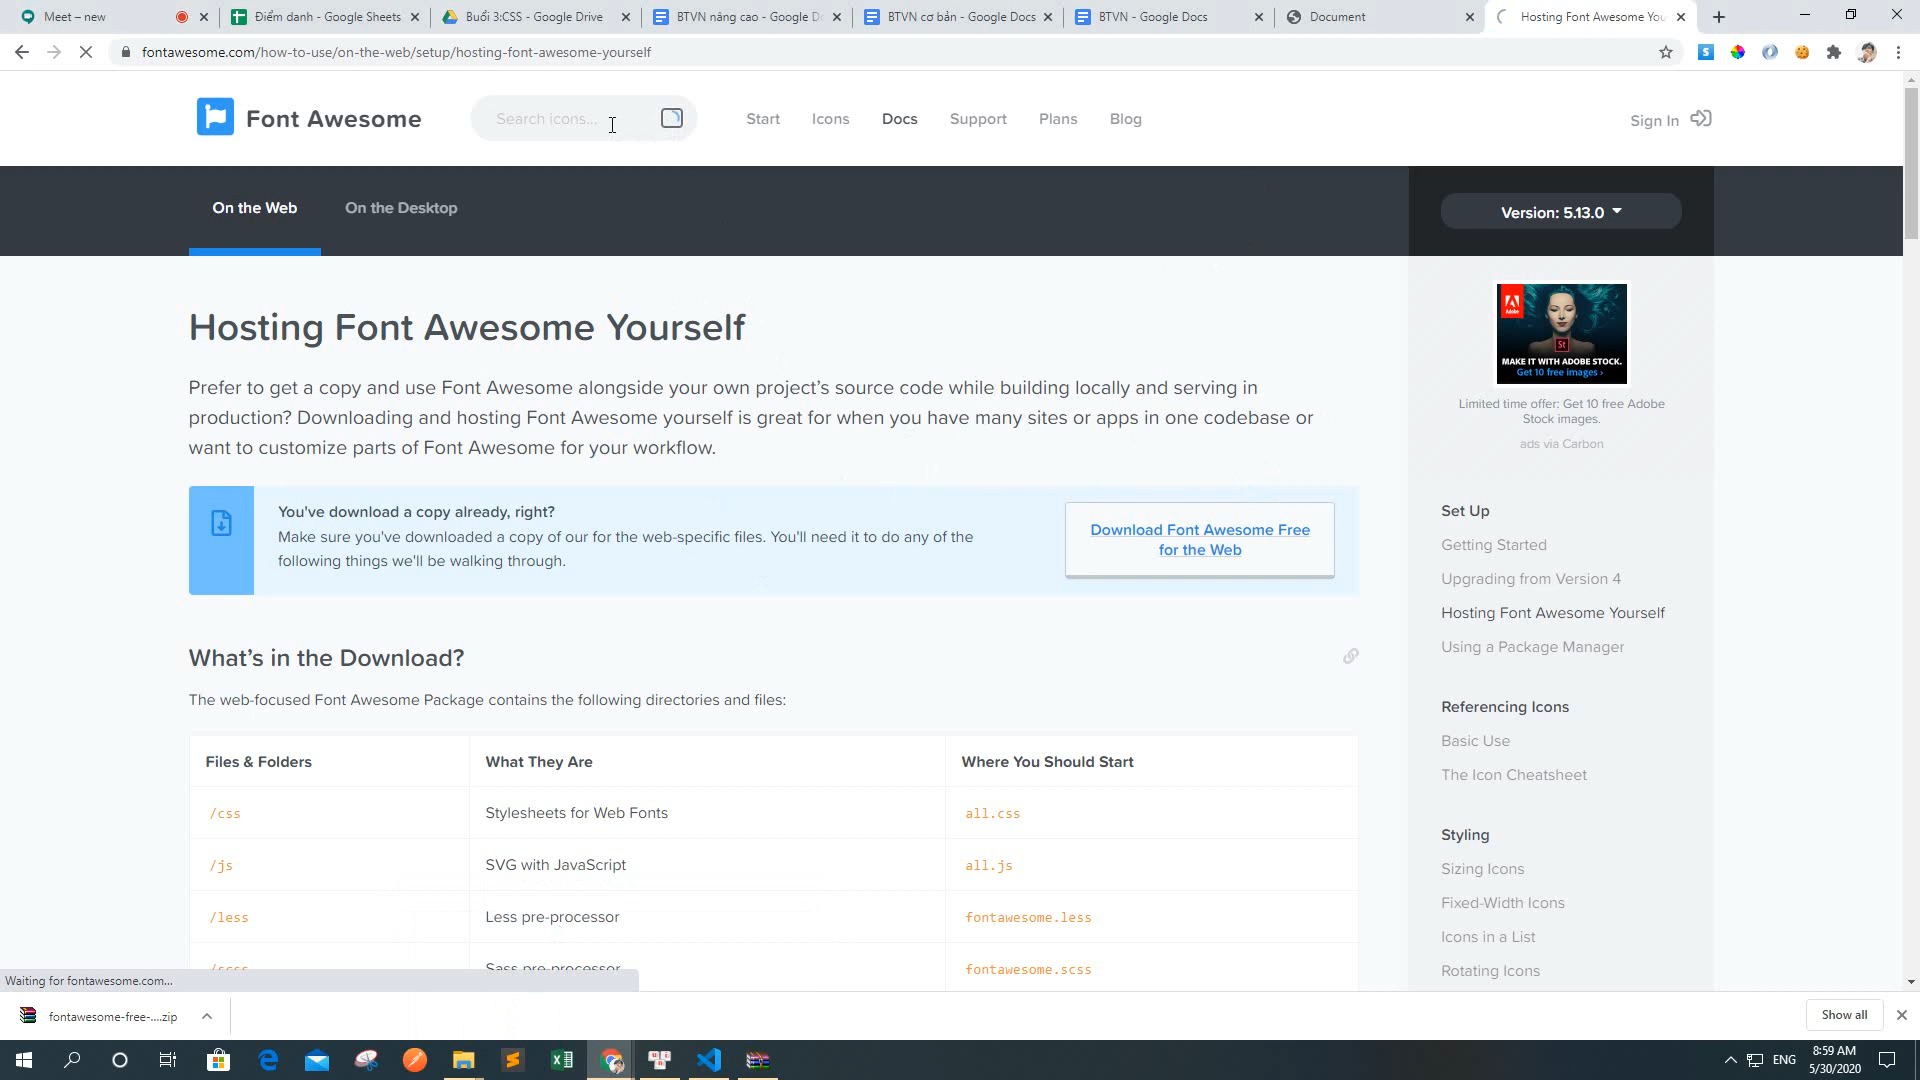 Meet – new
Điểm danh - Google Sheets
Buổi 3:CSS - Google Drive
BTVN nâng cao - Google D
BTVN cơ bản - Google Docs
BTVN - Google Docs
Document
Hosting Font Awesome You
fontawesome.com/how-to-use/on-the-web/setup/hosting-font-awesome-yourself
Font Awesome
Search icons...
Start
Icons
Docs
Support
Plans
Blog
Sign In
On the Web
On the Desktop
Version: 5.13.0
Hosting Font Awesome Yourself
Prefer to get a copy and use Font Awesome alongside your own project’s source code while building locally and serving in
production? Downloading and hosting Font Awesome yourself is great for when you have many sites or apps in one codebase or
want to customize parts of Font Awesome for your workflow.
You've download a copy already, right?
Make sure you've downloaded a copy of our for the web-specific files. You'll need it to do any of the
following things we'll be walking through.
Download Font Awesome Free
for the Web
What’s in the Download?
The web-focused Font Awesome Package contains the following directories and files:
Files & Folders
What They Are
Where You Should Start
/css
Stylesheets for Web Fonts
all.css
/js
SVG with JavaScript
all.js
/less
Less pre-processor
fontawesome.less
/scss
Sass pre-processor
fontawesome.scss
Adobe
St
MAKE IT WITH ADOBE STOCK.
Get 10 free images ›
Limited time offer: Get 10 free Adobe
Stock images.
ads via Carbon
Set Up
Getting Started
Upgrading from Version 4
Hosting Font Awesome Yourself
Using a Package Manager
Referencing Icons
Basic Use
The Icon Cheatsheet
Styling
Sizing Icons
Fixed-Width Icons
Icons in a List
Rotating Icons
Waiting for fontawesome.com...
fontawesome-free-....zip
Show all
ENG
8:59 AM
5/30/2020